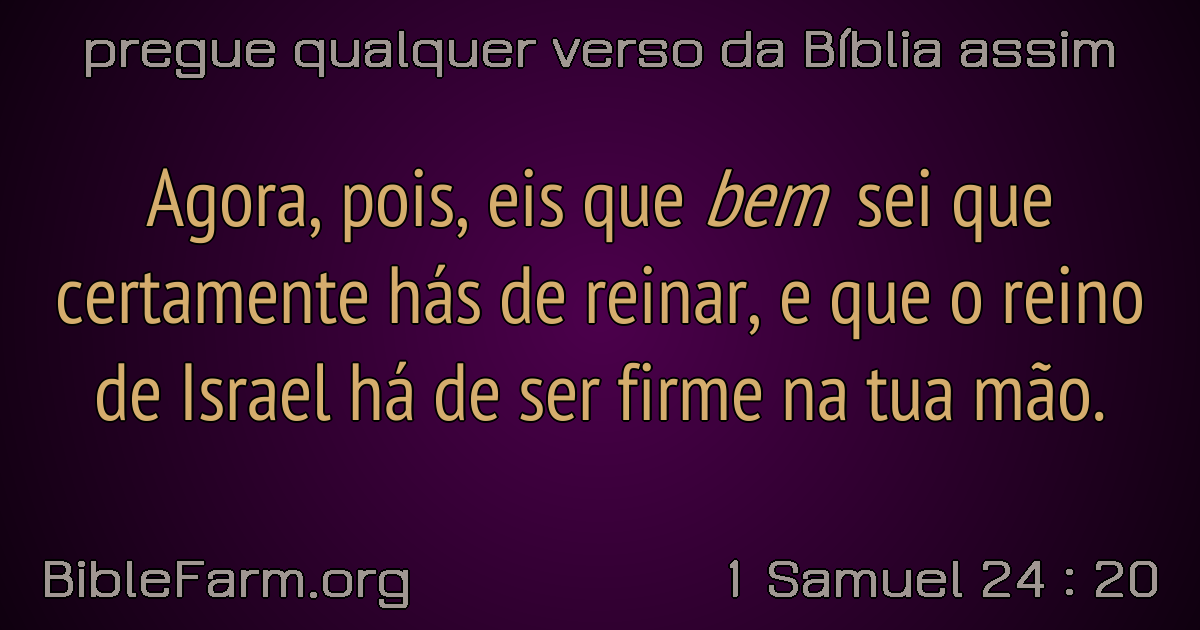 pregue qualquer verso da Bíblia assim
Agora, pois, eis que bem sei que
certamente hás de reinar, e que o reino
de Israel há de ser firme na tua mão.
BibleFarm.org
1 Samuel 24 : 20